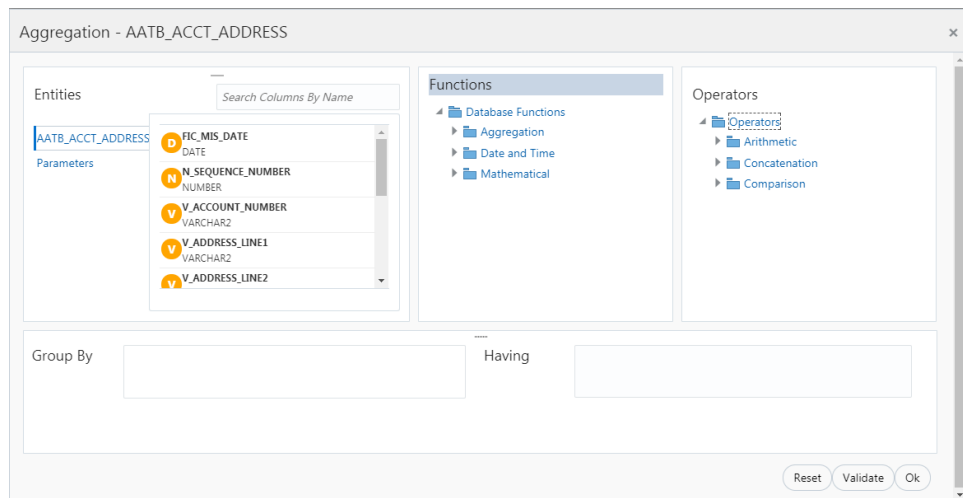 Aggregation - AATB_ACCT_ADDRESS
×
Entities
Search Columns By Name
AATB_ACCT_ADDRESS
Parameters
D FIC_MIS_DATE
DATE
N N_SEQUENCE_NUMBER
NUMBER
V V_ACCOUNT_NUMBER
VARCHAR2
V V_ADDRESS_LINE1
VARCHAR2
V V_ADDRESS_LINE2
Functions
Database Functions
Aggregation
Date and Time
Mathematical
Operators
Operators
Arithmetic
Concatenation
Comparison
Group By
Having
Reset
Validate
Ok